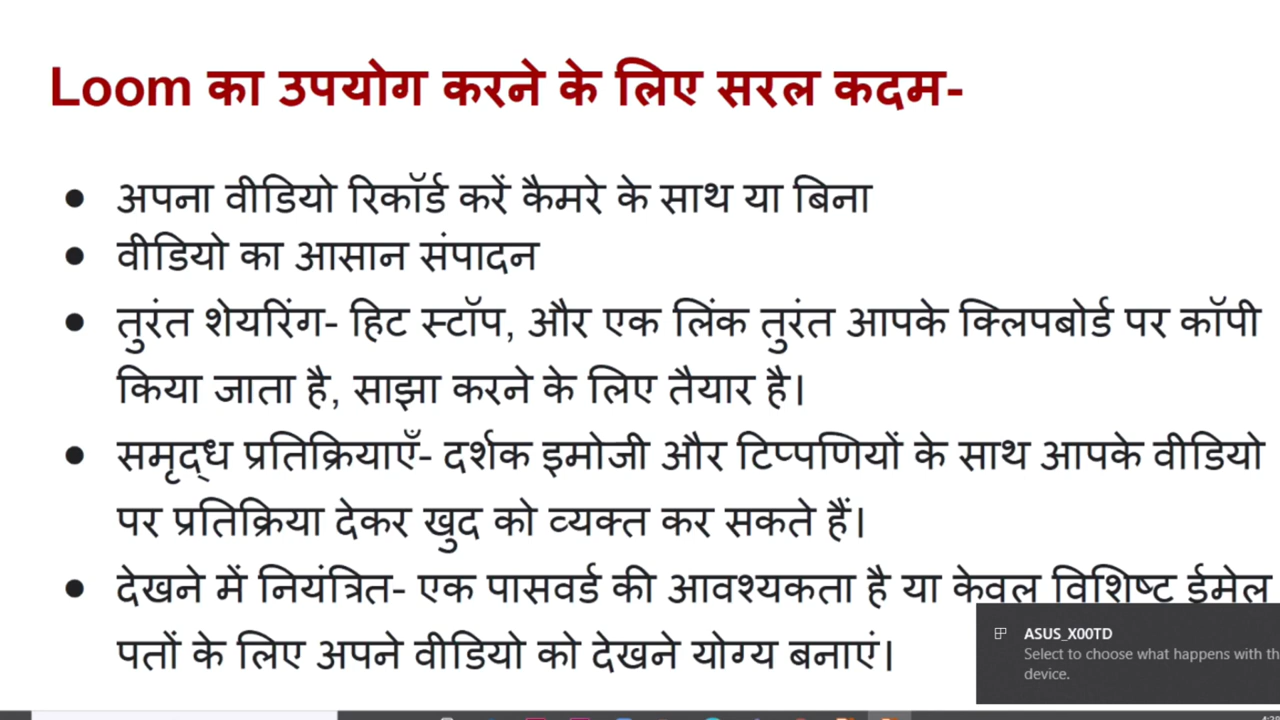 Loom का उपयोग करने के लिए सरल कदम-
● अपना वीडियो रिकॉर्ड करें कैमरे के साथ या बिना
● वीडियो का आसान संपादन
● तुरंत शेयरिंग- हिट स्टॉप, और एक लिंक तुरंत आपके क्लिपबोर्ड पर कॉपी
किया जाता है, साझा करने के लिए तैयार है।
● समृद्ध प्रतिक्रियाएँ- दर्शक इमोजी और टिप्पणियों के साथ आपके वीडियो
पर प्रतिक्रिया देकर खुद को व्यक्त कर सकते हैं।
● देखने में नियंत्रित- एक पासवर्ड की आवश्यकता है या केवल विशिष्ट ईमेल
पतों के लिए अपने वीडियो को देखने योग्य बनाएं।
ASUS_X00TD
Select to choose what happens with th
device.